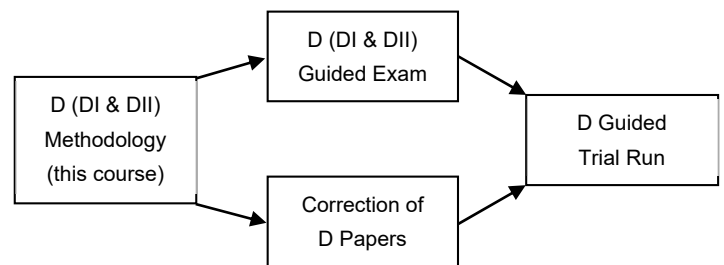 D (DI & DII)
Methodology
(this course)
D (DI & DII)
Guided Exam
Correction of
D Papers
D Guided
Trial Run